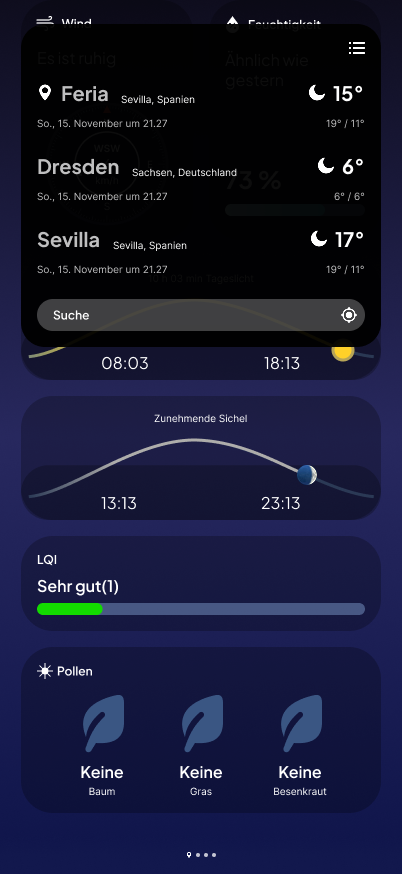 Wind
Feuchtigkeit
Es ist ruhig
Ähnlich wie
gestern
Feria
Sevilla, Spanien
15°
So., 15. November um 21.27
19° / 11°
WSW
Dresden
Sachsen, Deutschland
6°
73 %
So., 15. November um 21.27
6° / 6°
Sevilla
Sevilla, Spanien
17°
So., 15. November um 21.27
19° / 11°
Suche
08:03
18:13
Zunehmende Sichel
13:13
23:13
LQI
Sehr gut(1)
Pollen
Keine
Keine
Keine
Baum
Gras
Besenkraut